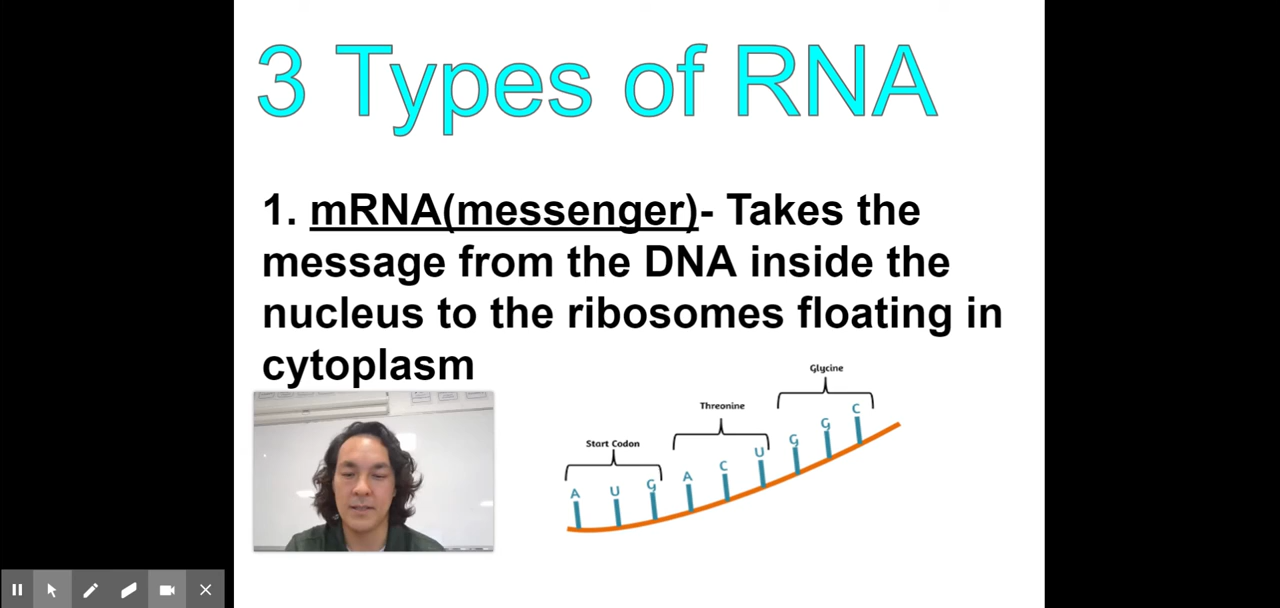 3 Types of RNA
1. mRNA(messenger)- Takes the
message from the DNA inside the
nucleus to the ribosomes floating in
cytoplasm
Glycine
Threonine
Start Codon
A U G A C U G G C